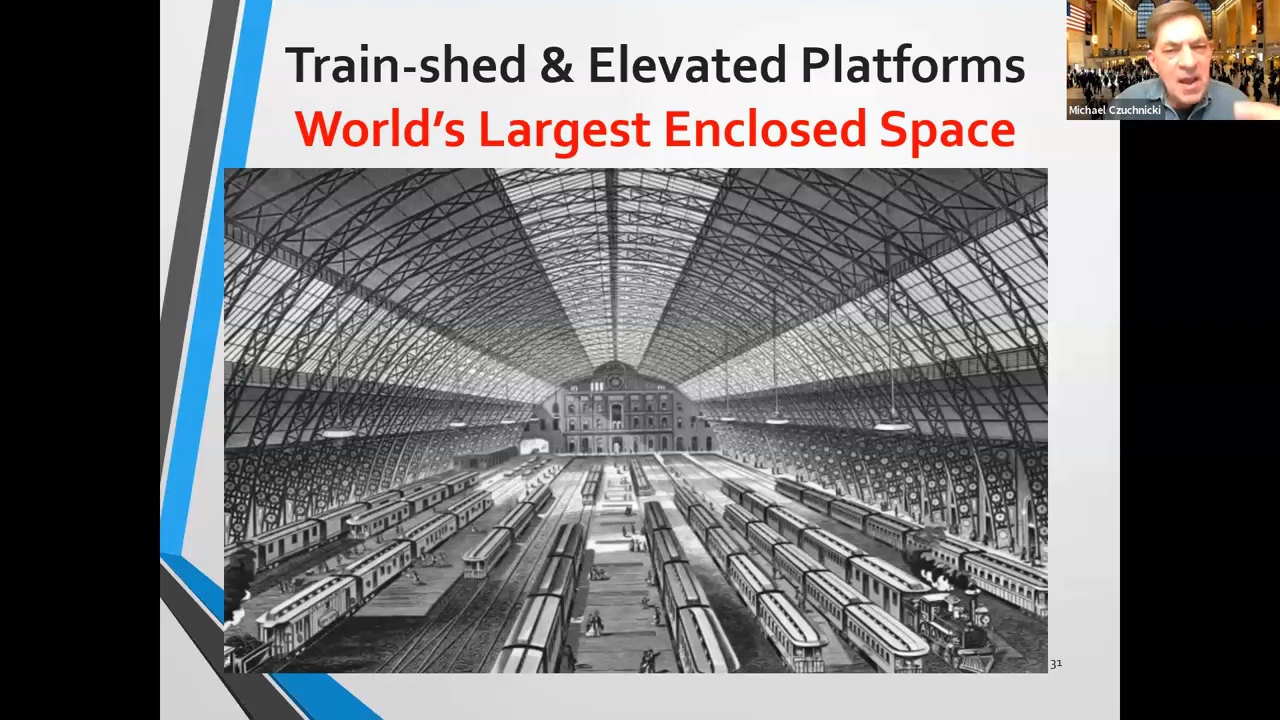 Train-shed & Elevated Platforms
World’s Largest Enclosed Space
Michael Czuchnicki
31